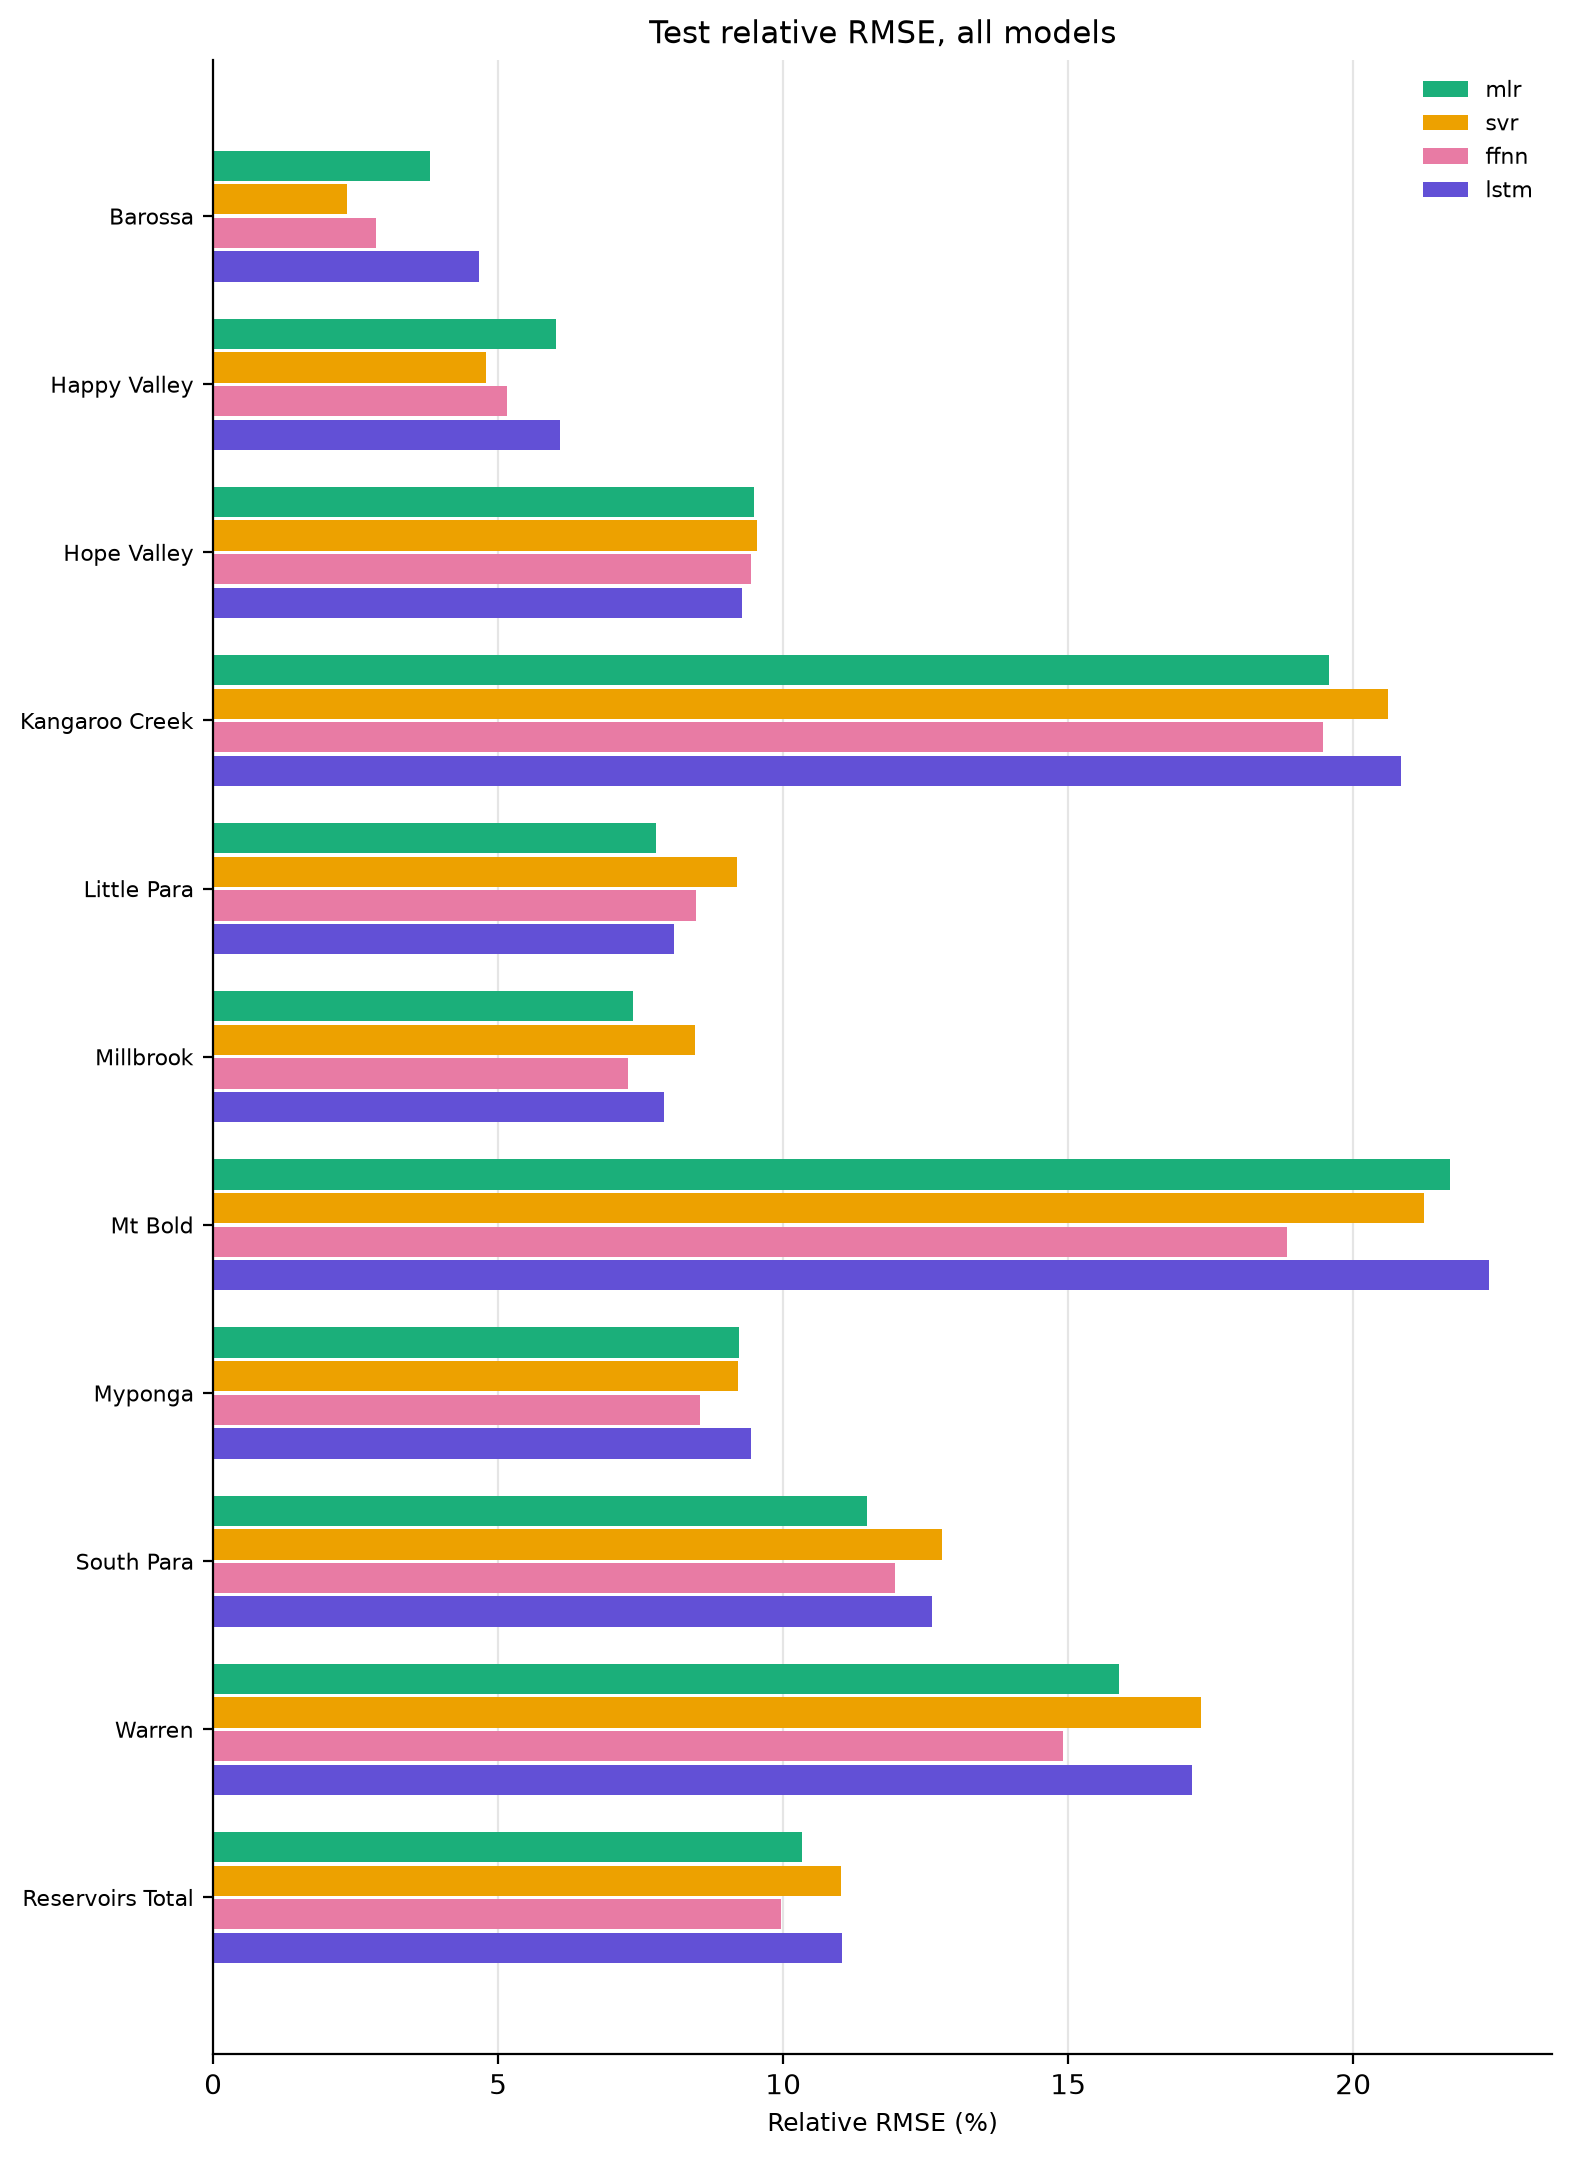 Test relative RMSE, all models
mlr
svr
ffnn
lstm
Barossa
Happy Valley
Hope Valley
Kangaroo Creek
Little Para
Millbrook
Mt Bold
Myponga
South Para
Warren
Reservoirs Total
0 5 10 15 20
Relative RMSE (%)